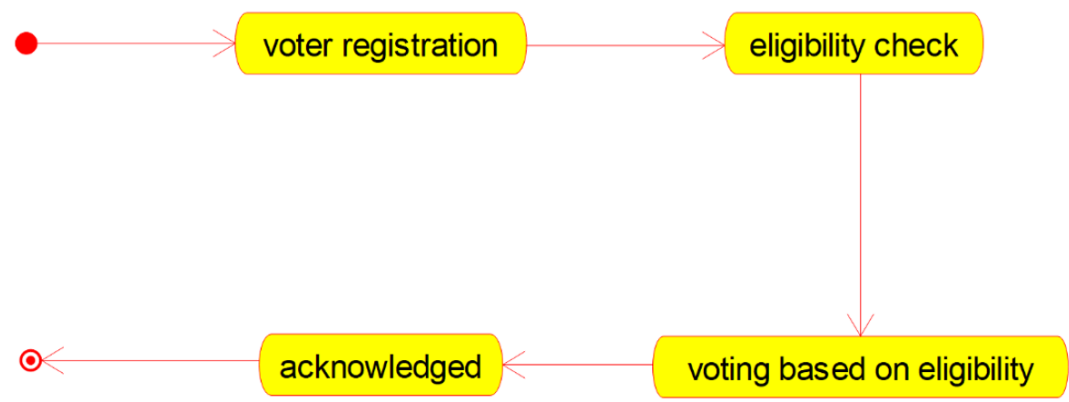 voter registration
eligibility check
voting based on eligibility
acknowledged